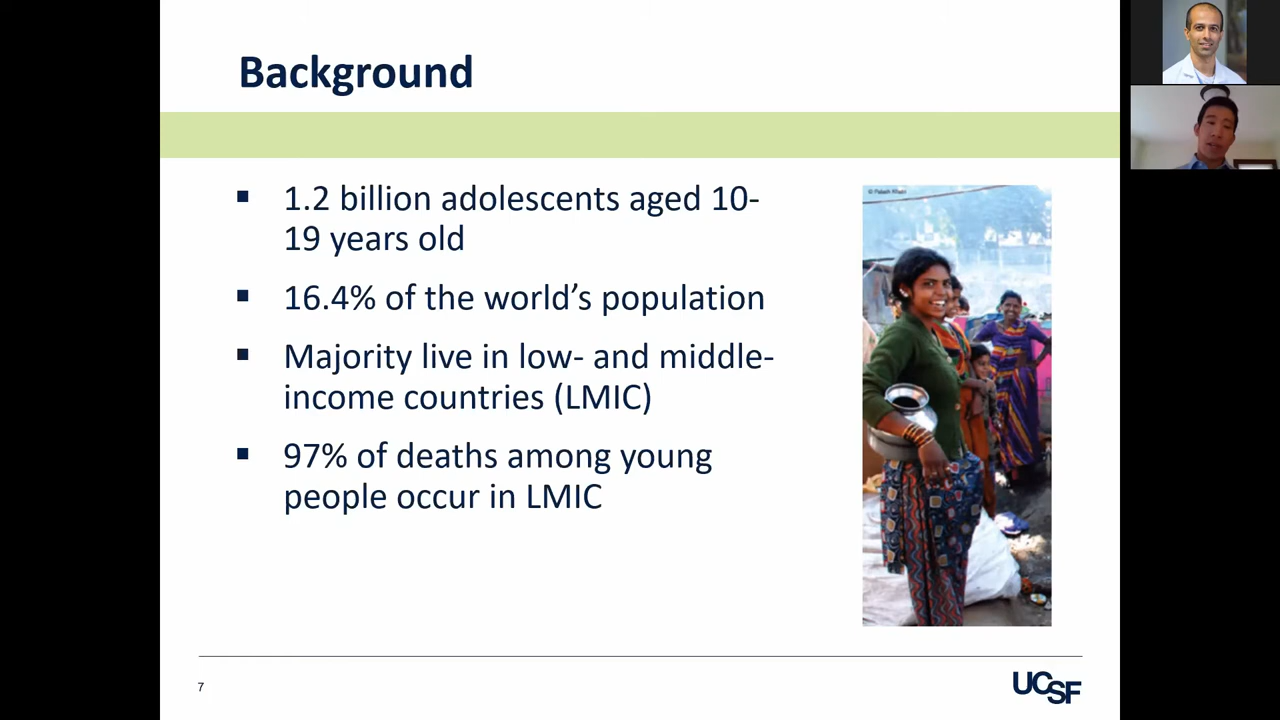 Background
▪ 1.2 billion adolescents aged 10-
19 years old
▪ 16.4% of the world’s population
▪ Majority live in low- and middle-
income countries (LMIC)
▪ 97% of deaths among young
people occur in LMIC
7
UCSF